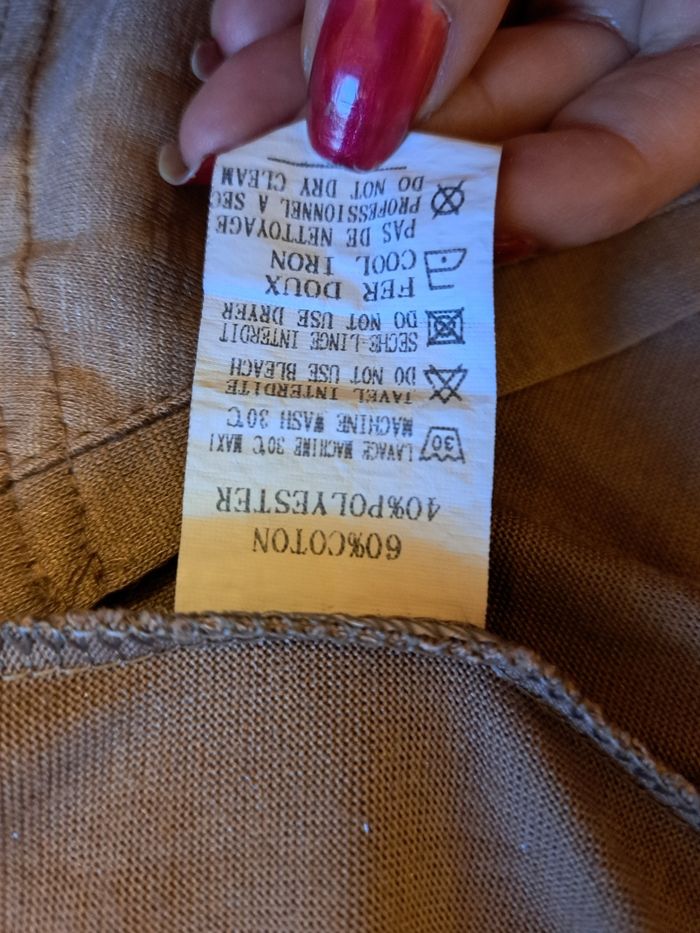 60%COTON
40%POLYESTER
30 LAVAGE MACHINE 30℃ MAXI
MACHINE WASH 30℃
JAVEL INTERDITE
DO NOT USE BLEACH
SECHE-LINGE INTERDIT
DO NOT USE DRYER
FER DOUX
COOL IRON
PAS DE NETTOYAGE
PROFESSIONNEL A SEC
DO NOT DRY CLEAM